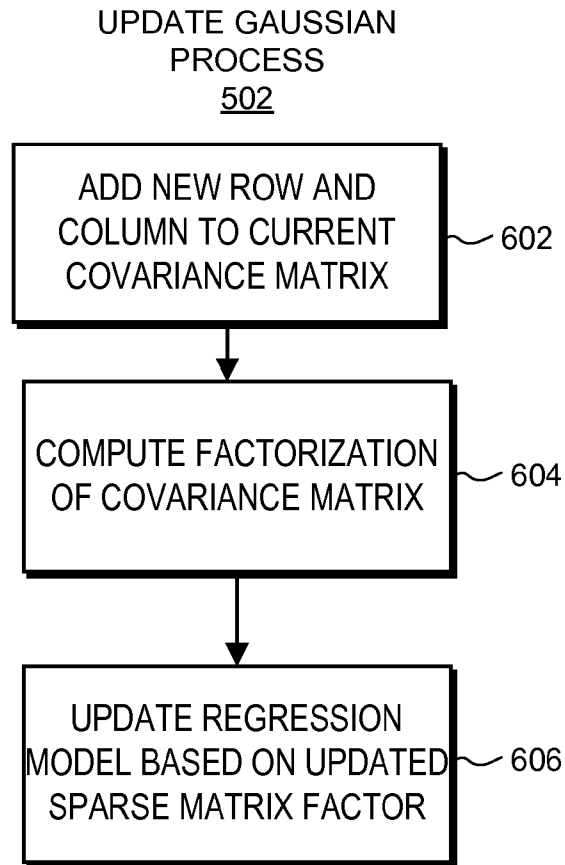 UPDATE GAUSSIAN
PROCESS
502
ADD NEW ROW AND
COLUMN TO CURRENT
COVARIANCE MATRIX
602
COMPUTE FACTORIZATION
OF COVARIANCE MATRIX
604
UPDATE REGRESSION
MODEL BASED ON UPDATED
SPARSE MATRIX FACTOR
606